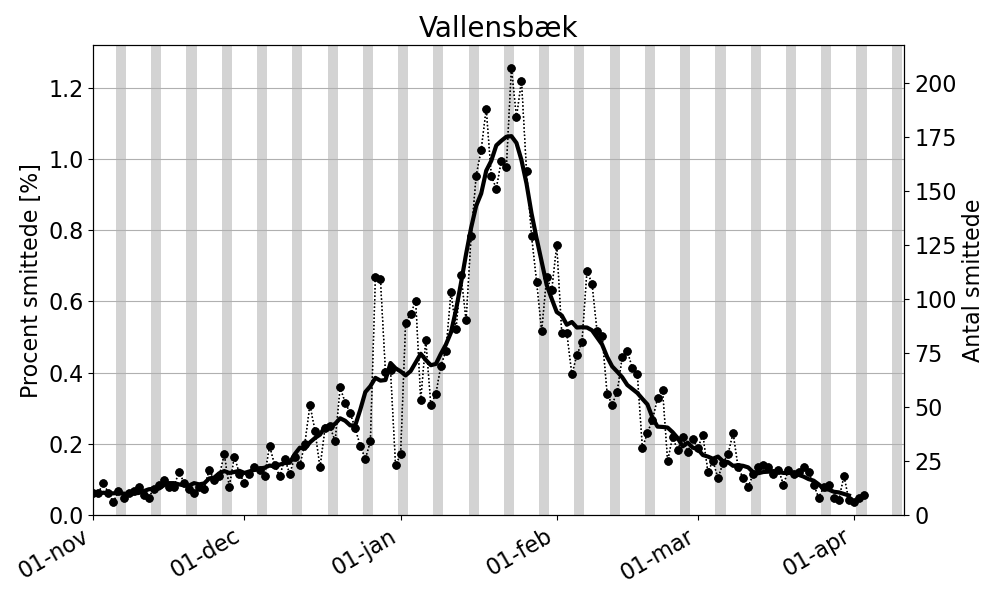 Vallensbæk
Procent smittede [%]
1.2
1.0
0.8
0.6
0.4
0.2
0.0
200
175
150
125
100
75
50
25
0
Antal smittede
01-nov
01-dec
01-jan
01-feb
01-mar
01-apr